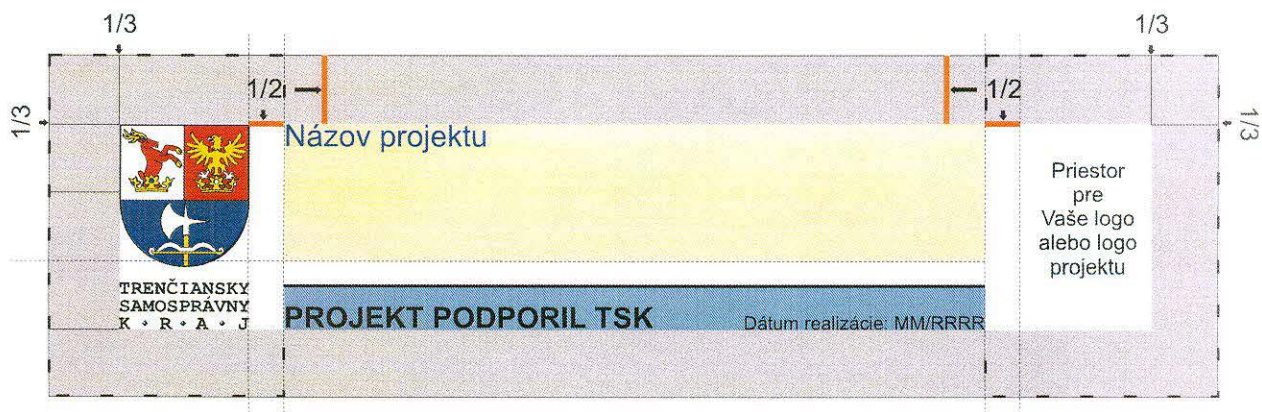 1/3
1/3
1/2
1/2
1/3
1/3
Názov projektu
Priestor
pre
Vaše logo
alebo logo
projektu
TRENČIANSKY
SAMOSPRÁVNY
K · R · A · J
PROJEKT PODPORIL TSK
Dátum realizácie: MM/RRRR